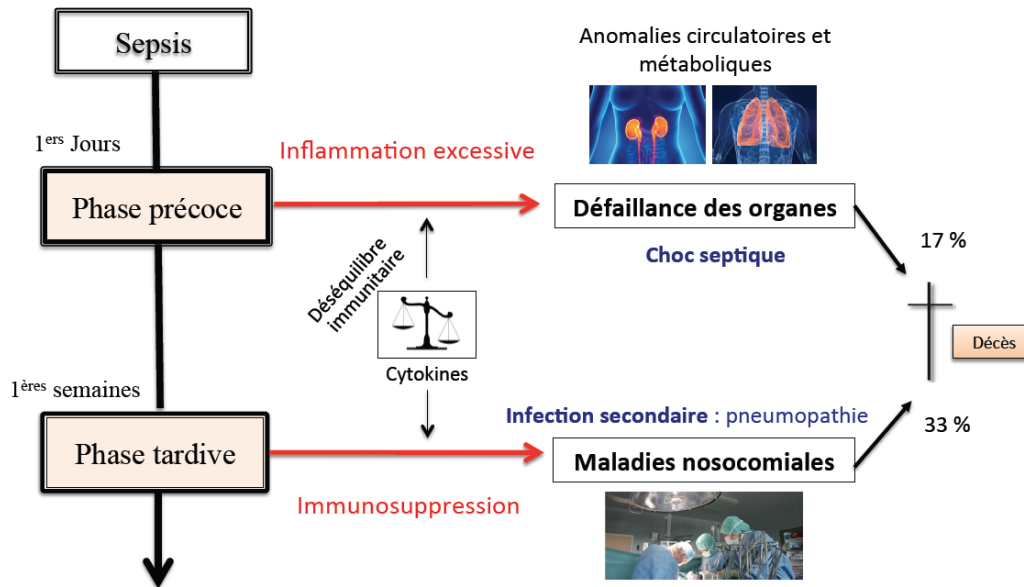 Sepsis
Anomalies circulatoires et
métaboliques
1ers Jours
Inflammation excessive
Phase précoce
Défaillance des organes
17 %
Choc septique
Déséquilibre
immunitaire
Décès
Cytokines
1ères semaines
Infection secondaire : pneumopathie
33 %
Phase tardive
Maladies nosocomiales
Immunosuppression